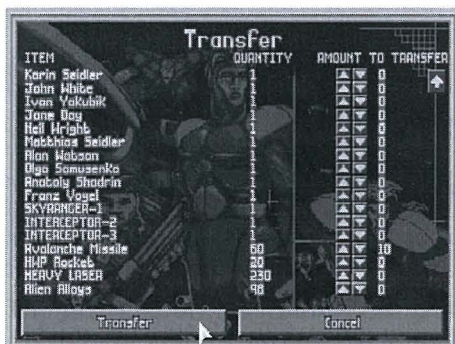 Transfer
ITEM QUANTITY AMOUNT TO TRANSFER
Karin Seidler 1 0
John White 1 0
Ivan Yakubik 1 0
Jane Day 1 0
Neil Wright 1 0
Matthias Seidler 1 0
Alan Watson 1 0
Olga Samusenko 1 0
Anatoly Shadrin 1 0
Franz Vogel 1 0
SKYRANGER-1 1 0
INTERCEPTOR-2 1 0
INTERCEPTOR-3 1 0
Avalanche Missile 60 10
HWP Rocket 20 0
HEAVY LASER 230 0
Alien Alloys 98 0
Transfer Cancel